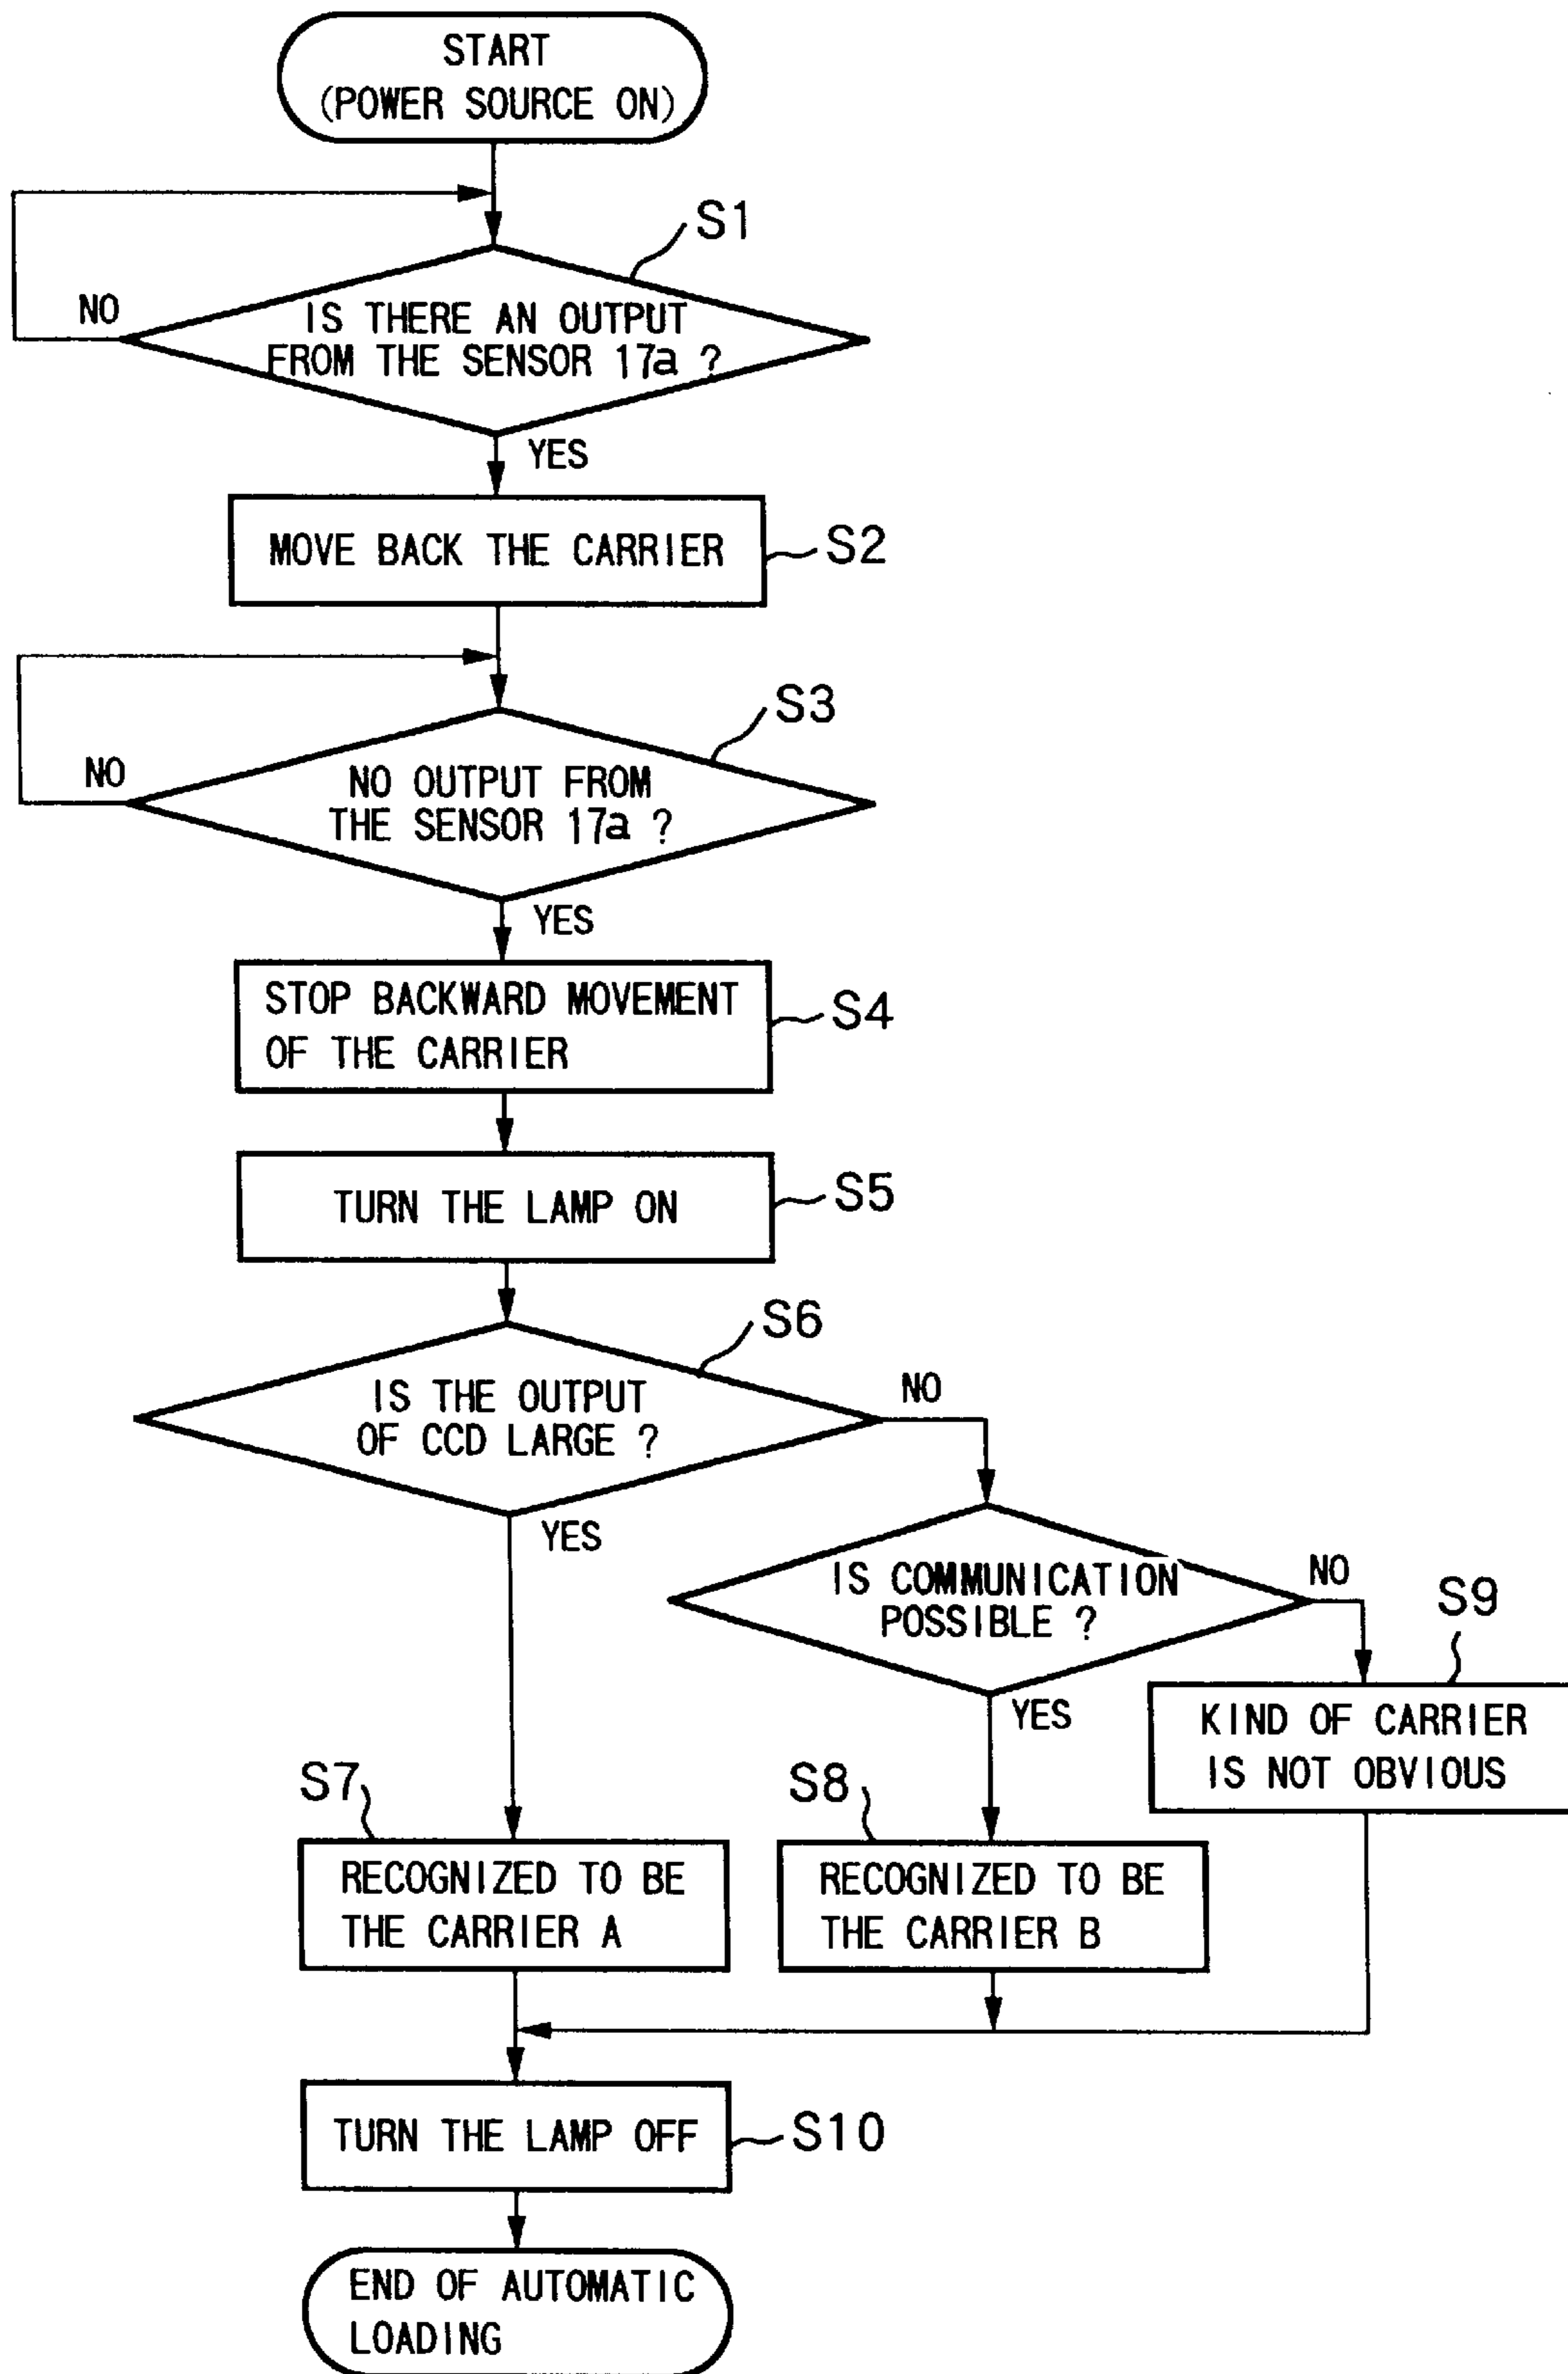 START
(POWER SOURCE ON)
S1
NO
IS THERE AN OUTPUT
FROM THE SENSOR 17a ?
YES
MOVE BACK THE CARRIER
S2
S3
NO
NO OUTPUT FROM
THE SENSOR 17a ?
YES
STOP BACKWARD MOVEMENT
OF THE CARRIER
S4
TURN THE LAMP ON
S5
S6
IS THE OUTPUT
OF CCD LARGE ?
NO
YES
IS COMMUNICATION
POSSIBLE ?
NO
S9
YES
KIND OF CARRIER
IS NOT OBVIOUS
S7
S8
RECOGNIZED TO BE
THE CARRIER A
RECOGNIZED TO BE
THE CARRIER B
TURN THE LAMP OFF
S10
END OF AUTOMATIC
LOADING